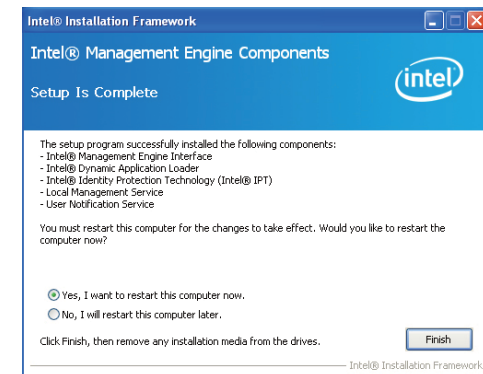 Intel® Installation Framework
Intel® Management Engine Components
Setup Is Complete
intel
The setup program successfully installed the following components:
- Intel® Management Engine Interface
- Intel® Dynamic Application Loader
- Intel® Identity Protection Technology (Intel® IPT)
- Local Management Service
- User Notification Service
You must restart this computer for the changes to take effect. Would you like to restart the
computer now?
Yes, I want to restart this computer now.
No, I will restart this computer later.
Click Finish, then remove any installation media from the drives.
Finish
Intel® Installation Framework